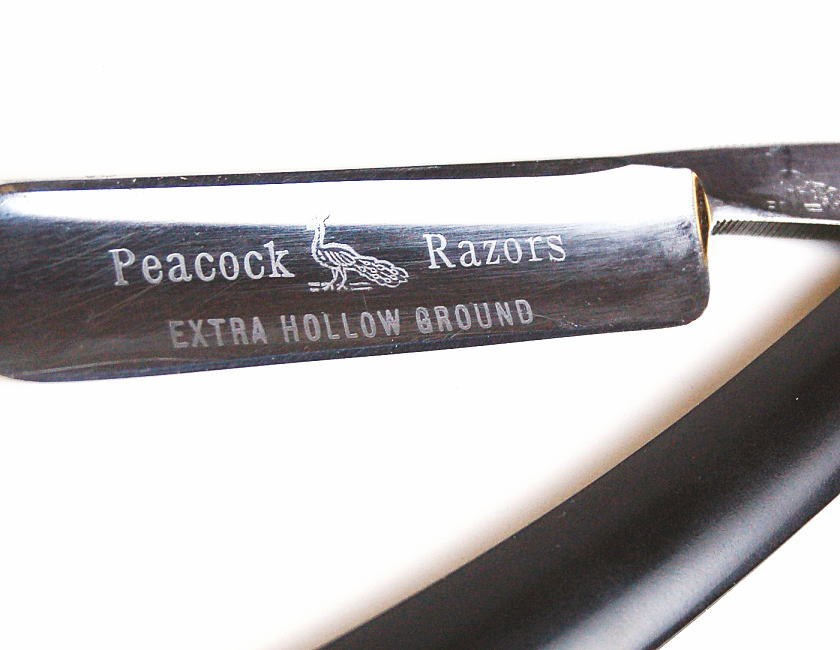 Peacock Razors
EXTRA HOLLOW GROUND